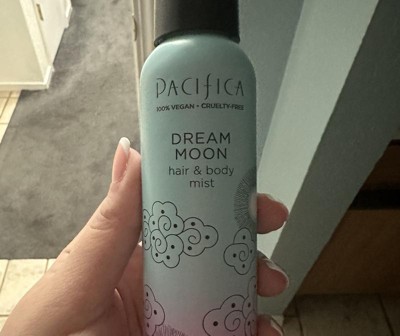 PACIFICA
100% VEGAN • CRUELTY-FREE
DREAM
MOON
hair & body
mist